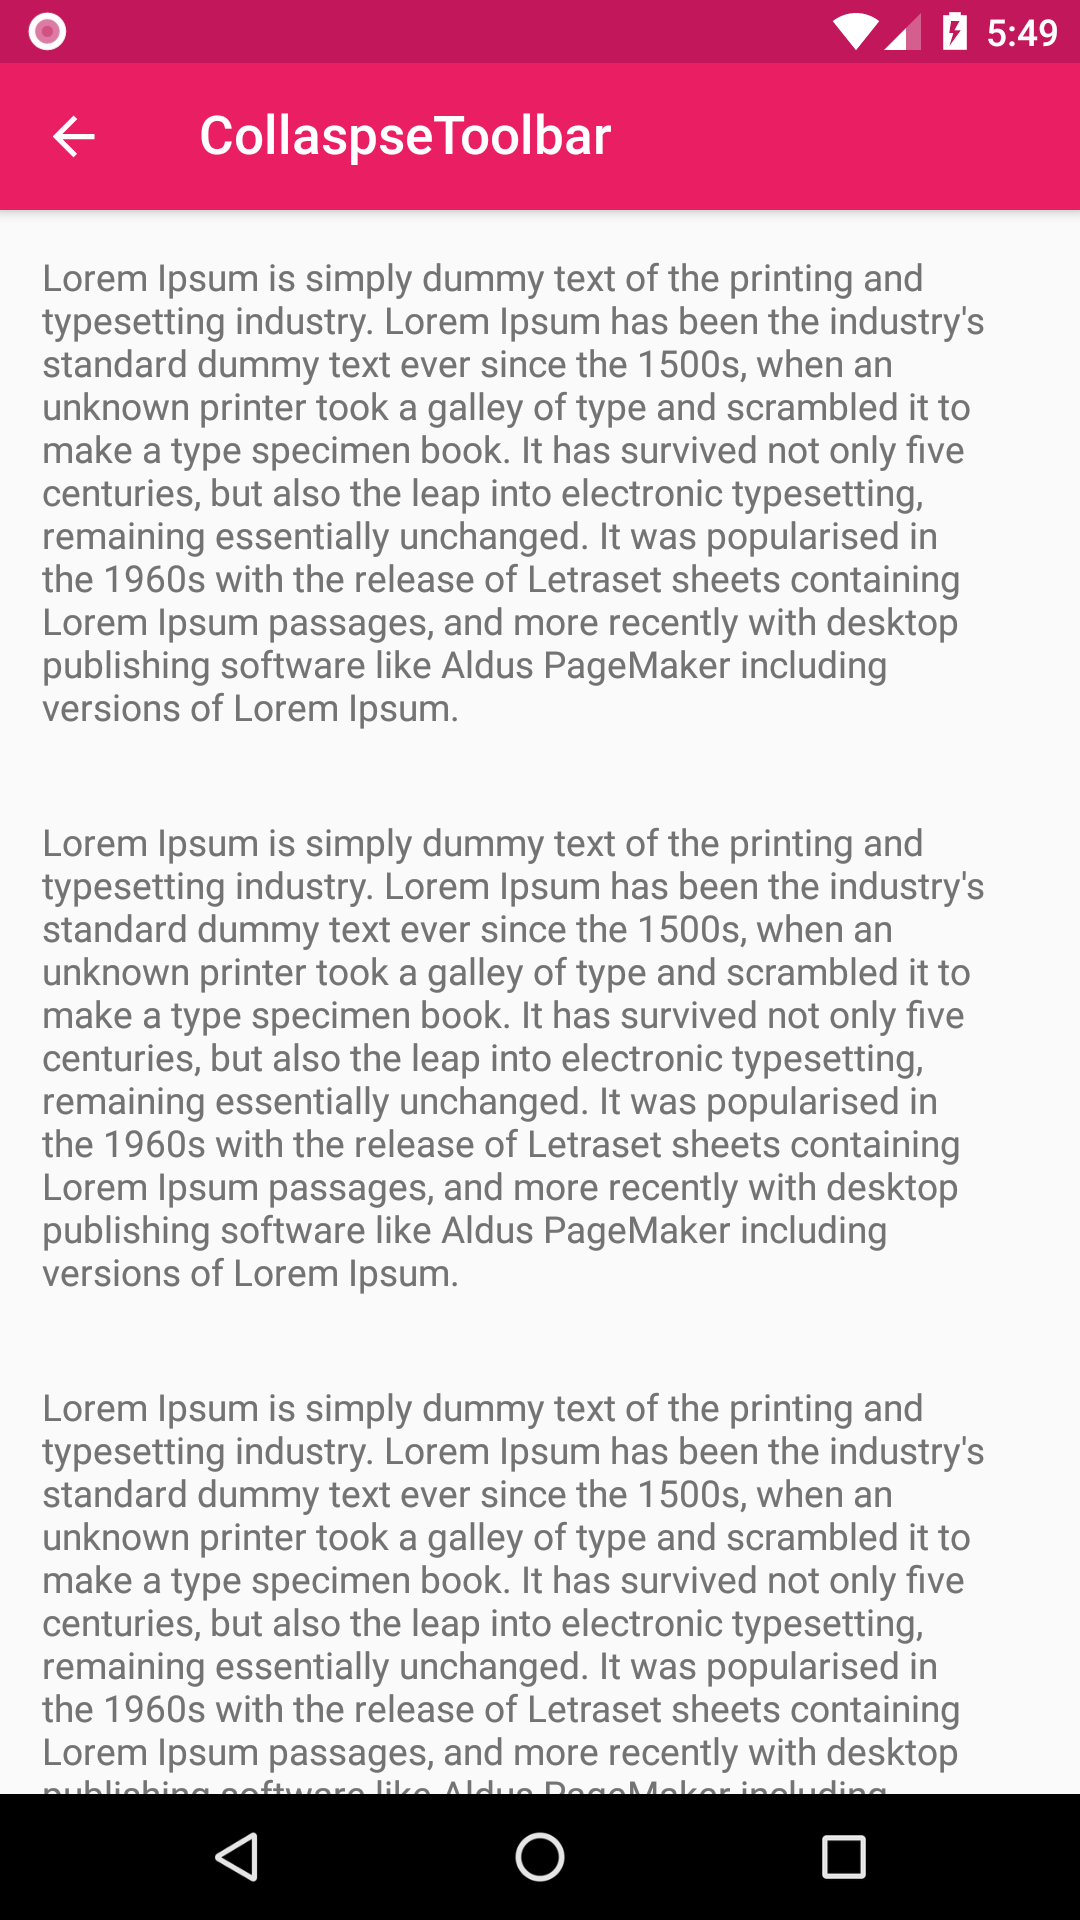 5:49
CollaspseToolbar
Lorem Ipsum is simply dummy text of the printing and
typesetting industry. Lorem Ipsum has been the industry's
standard dummy text ever since the 1500s, when an
unknown printer took a galley of type and scrambled it to
make a type specimen book. It has survived not only five
centuries, but also the leap into electronic typesetting,
remaining essentially unchanged. It was popularised in
the 1960s with the release of Letraset sheets containing
Lorem Ipsum passages, and more recently with desktop
publishing software like Aldus PageMaker including
versions of Lorem Ipsum.
Lorem Ipsum is simply dummy text of the printing and
typesetting industry. Lorem Ipsum has been the industry's
standard dummy text ever since the 1500s, when an
unknown printer took a galley of type and scrambled it to
make a type specimen book. It has survived not only five
centuries, but also the leap into electronic typesetting,
remaining essentially unchanged. It was popularised in
the 1960s with the release of Letraset sheets containing
Lorem Ipsum passages, and more recently with desktop
publishing software like Aldus PageMaker including
versions of Lorem Ipsum.
Lorem Ipsum is simply dummy text of the printing and
typesetting industry. Lorem Ipsum has been the industry's
standard dummy text ever since the 1500s, when an
unknown printer took a galley of type and scrambled it to
make a type specimen book. It has survived not only five
centuries, but also the leap into electronic typesetting,
remaining essentially unchanged. It was popularised in
the 1960s with the release of Letraset sheets containing
Lorem Ipsum passages, and more recently with desktop
publishing software like Aldus PageMaker including